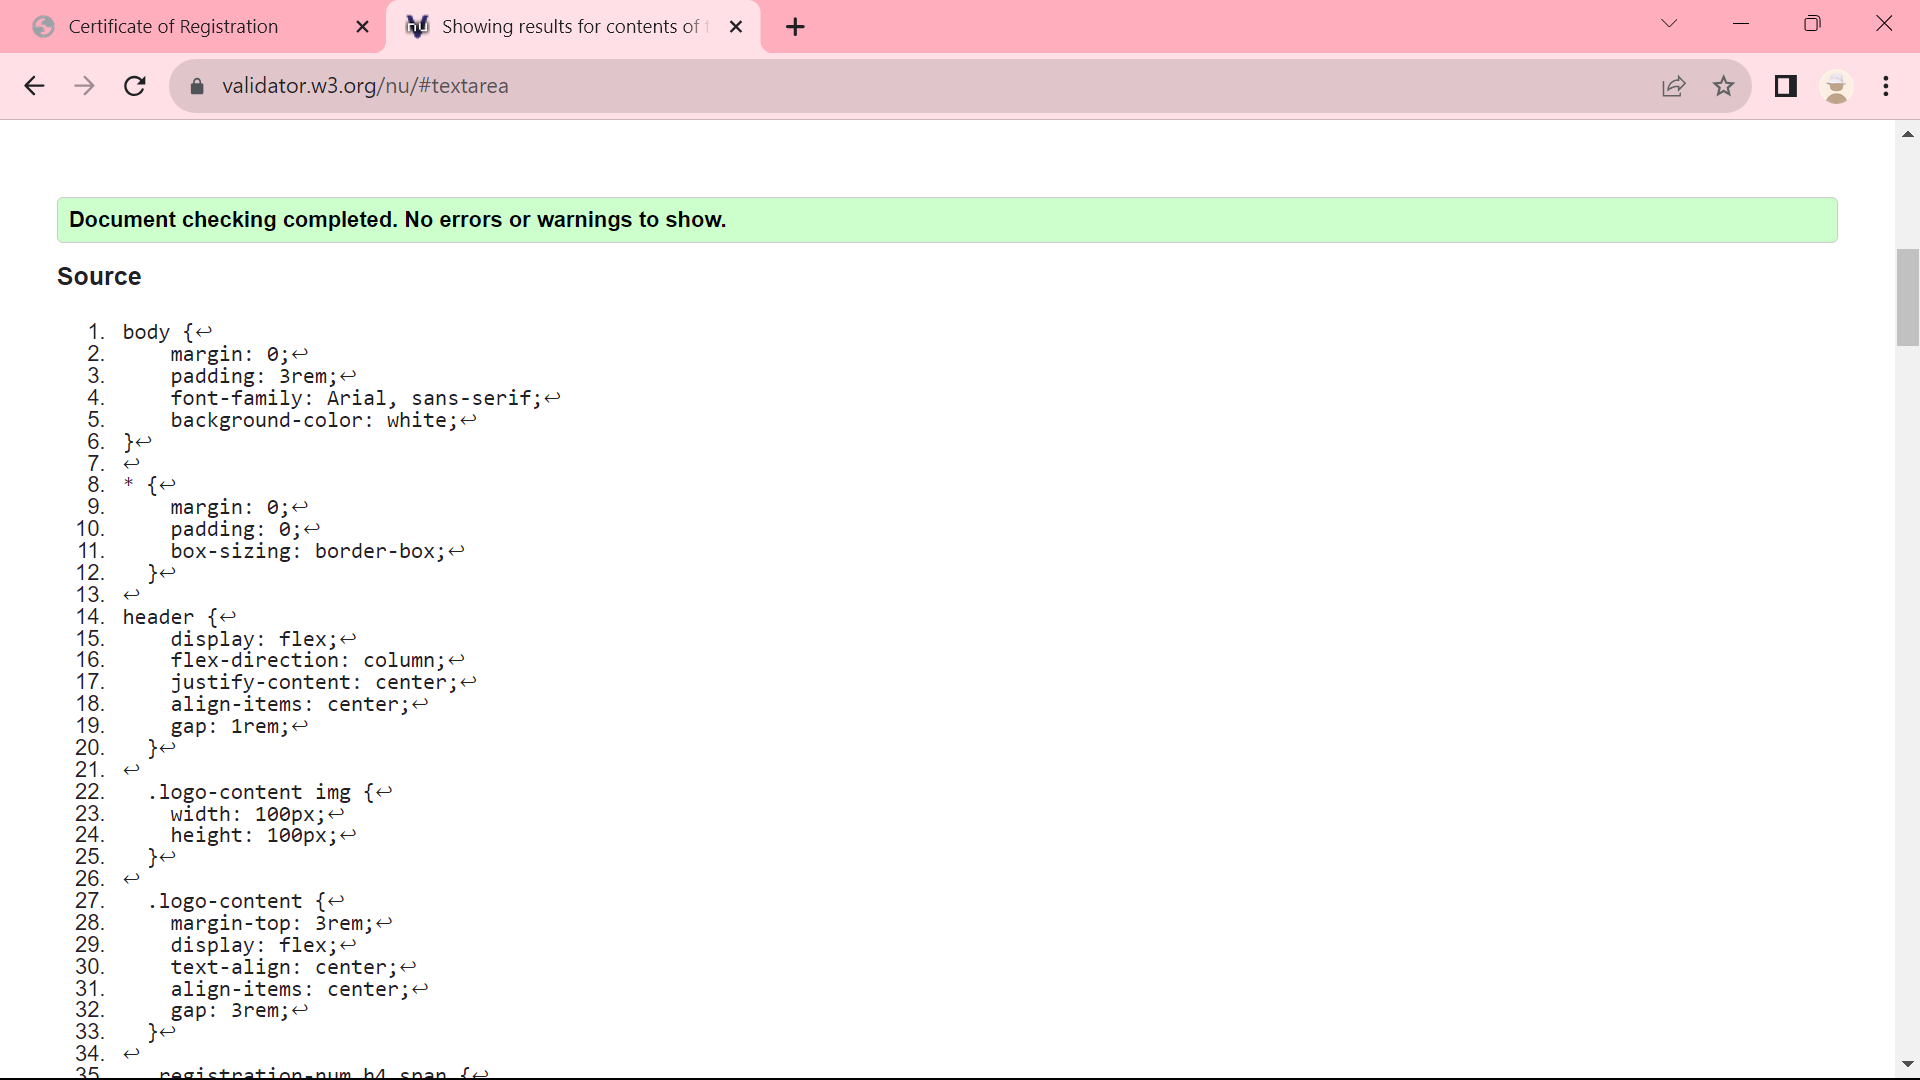 Certificate of Registration
Showing results for contents of
validator.w3.org/nu/#textarea
Document checking completed. No errors or warnings to show.
Source
1. body {↩
2.     margin: 0;↩
3.     padding: 3rem;↩
4.     font-family: Arial, sans-serif;↩
5.     background-color: white;↩
6. }↩
7. ↩
8. * {↩
9.     margin: 0;↩
10.     padding: 0;↩
11.     box-sizing: border-box;↩
12.   }↩
13. ↩
14. header {↩
15.     display: flex;↩
16.     flex-direction: column;↩
17.     justify-content: center;↩
18.     align-items: center;↩
19.     gap: 1rem;↩
20.   }↩
21. ↩
22.   .logo-content img {↩
23.     width: 100px;↩
24.     height: 100px;↩
25.   }↩
26. ↩
27.   .logo-content {↩
28.     margin-top: 3rem;↩
29.     display: flex;↩
30.     text-align: center;↩
31.     align-items: center;↩
32.     gap: 3rem;↩
33.   }↩
34. ↩
35.   .registration-num h4 span {↩